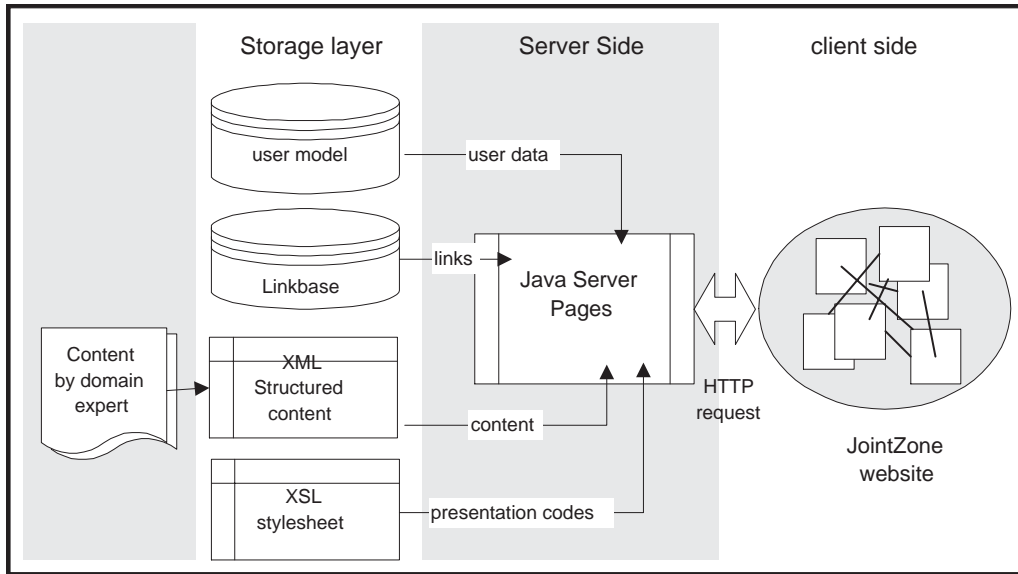 Storage layer
Server Side
client side
user model
user data
Linkbase
links
Java Server
Pages
Content
by domain
expert
XML
Structured
content
content
HTTP
request
JointZone
website
XSL
stylesheet
presentation codes